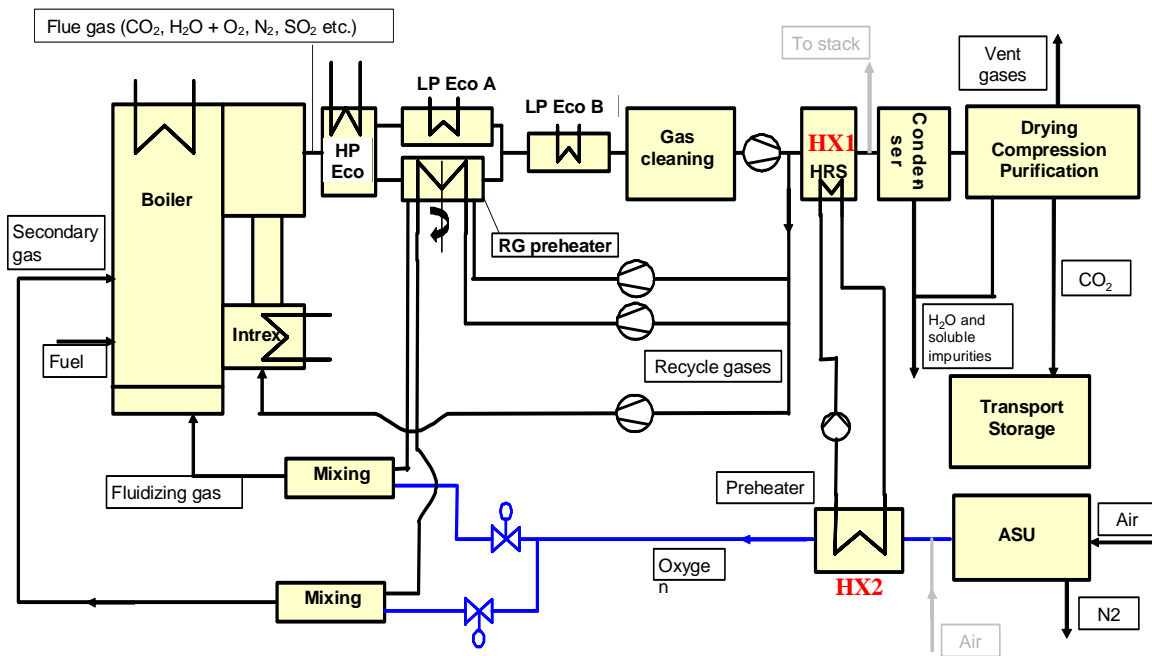 Flue gas (CO₂, H₂O + O₂, N₂, SO₂ etc.)
To stack
Vent
gases
LP Eco A
LP Eco B
HP
Eco
Gas
cleaning
HX1
HRS
Conden
ser
Drying
Compression
Purification
Boiler
RG preheater
Secondary
gas
CO₂
Intrex
H₂O and
soluble
impurities
Fuel
Recycle gases
Transport
Storage
Mixing
Fluidizing gas
Preheater
ASU
Air
Oxyge
n
HX2
Mixing
N2
Air